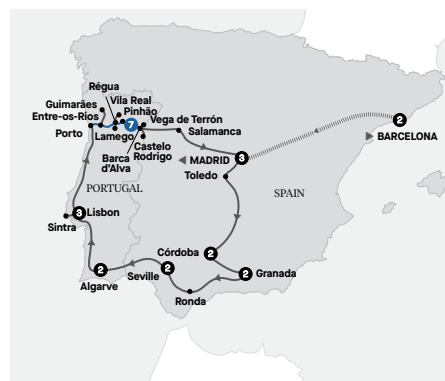 Régua
Vila Real
Guimarães
Pinhão
Entre-os-Rios
7
Vega de Terrón
2
Porto
Lamego
Salamanca
BARCELONA
Castelo
Rodrigo
Barca
d'Alva
MADRID
3
Toledo
PORTUGAL
SPAIN
3
Lisbon
Sintra
Córdoba
2
2
Algarve
2
Seville
2
Granada
Ronda